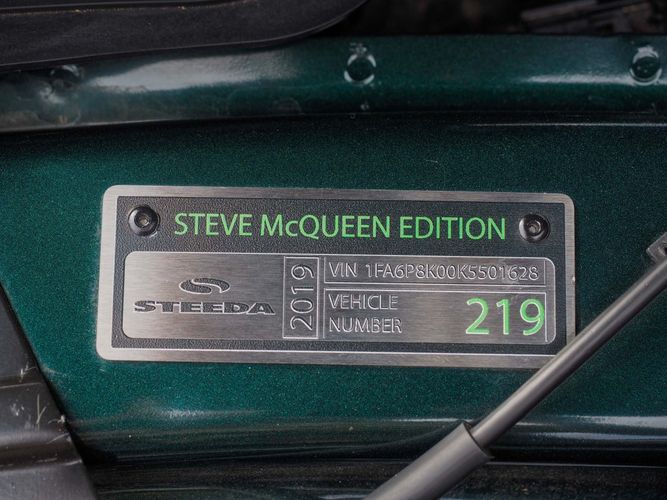 STEVE McQUEEN EDITION
STEEDA
2019
VIN 1FA6P8K00K5501628
VEHICLE
NUMBER
219